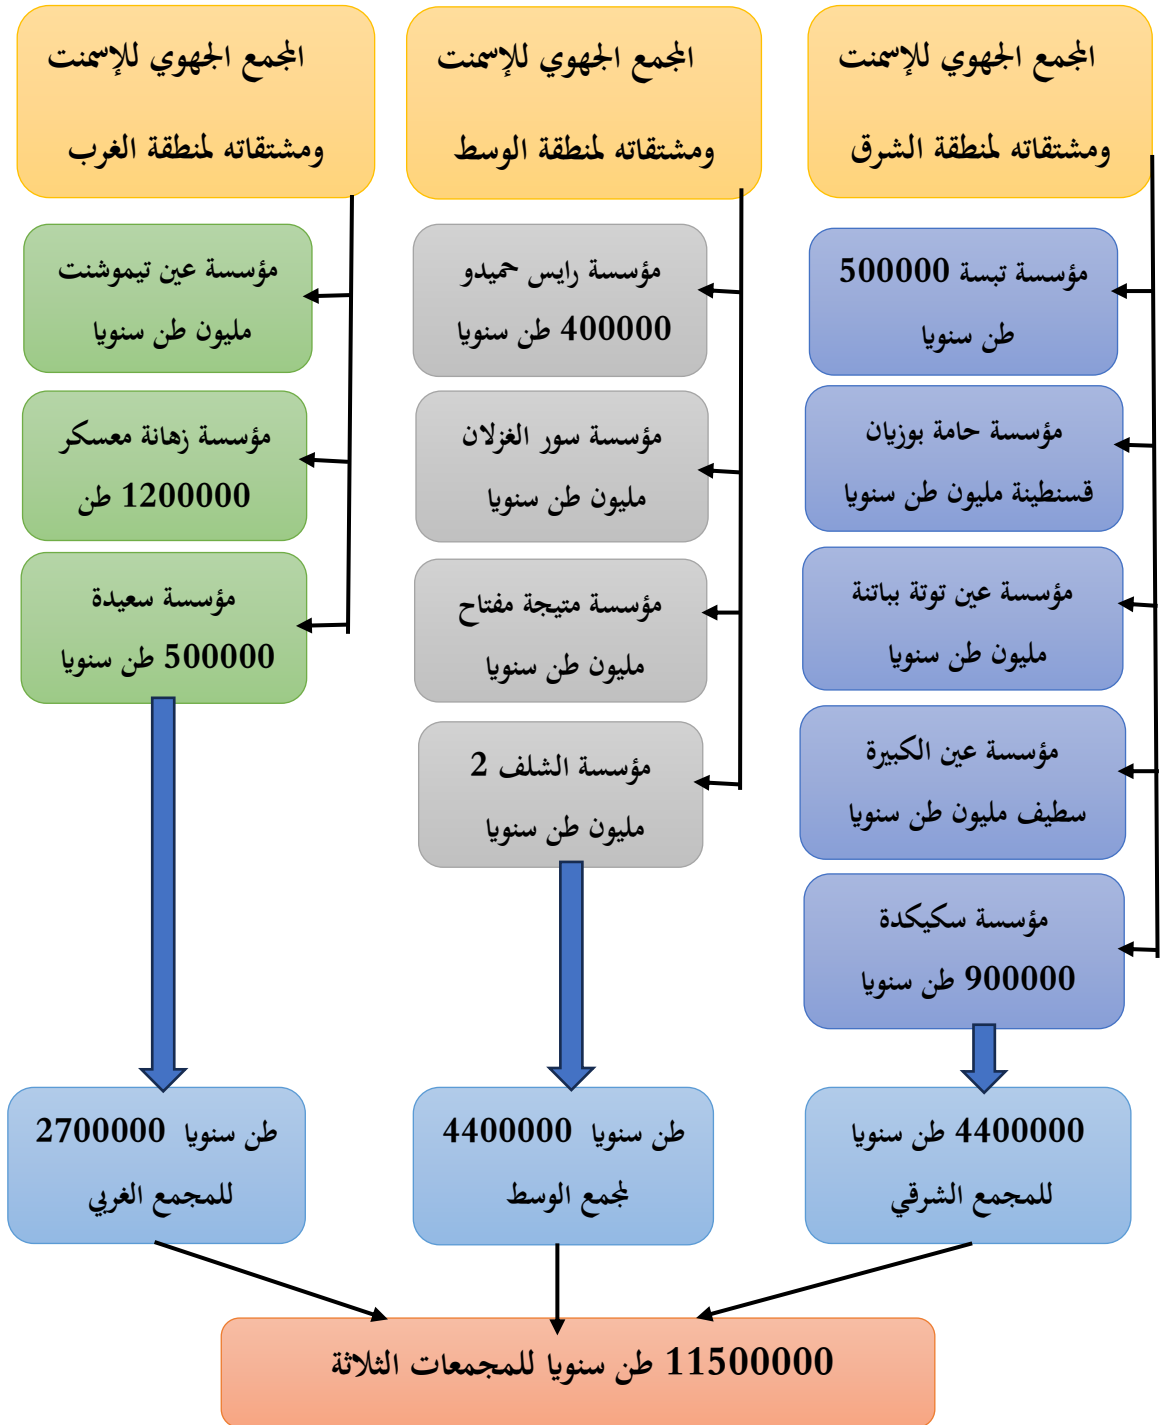 المجمع الجهوي للإسمنت
ومشتقاته لمنطقة الشرق
مؤسسة تبسة 500000
طن سنويا
مؤسسة حامة بوزيان
قسنطينة مليون طن سنويا
مؤسسة عين توتة بباتنة
مليون طن سنويا
مؤسسة عين الكبيرة
سطيف مليون طن سنويا
مؤسسة سكيكدة
900000 طن سنويا
4400000 طن سنويا
للمجمع الشرقي
المجمع الجهوي للإسمنت
ومشتقاته لمنطقة الوسط
مؤسسة رايس حميدو
400000 طن سنويا
مؤسسة سور الغزلان
مليون طن سنويا
مؤسسة متيجة مفتاح
مليون طن سنويا
مؤسسة الشلف 2
مليون طن سنويا
طن سنويا 4400000
لمجمع الوسط
المجمع الجهوي للإسمنت
ومشتقاته لمنطقة الغرب
مؤسسة عين تيموشنت
مليون طن سنويا
مؤسسة زهانة معسكر
1200000 طن
مؤسسة سعيدة
500000 طن سنويا
طن سنويا 2700000
للمجمع الغربي
11500000 طن سنويا للمجمعات الثلاثة